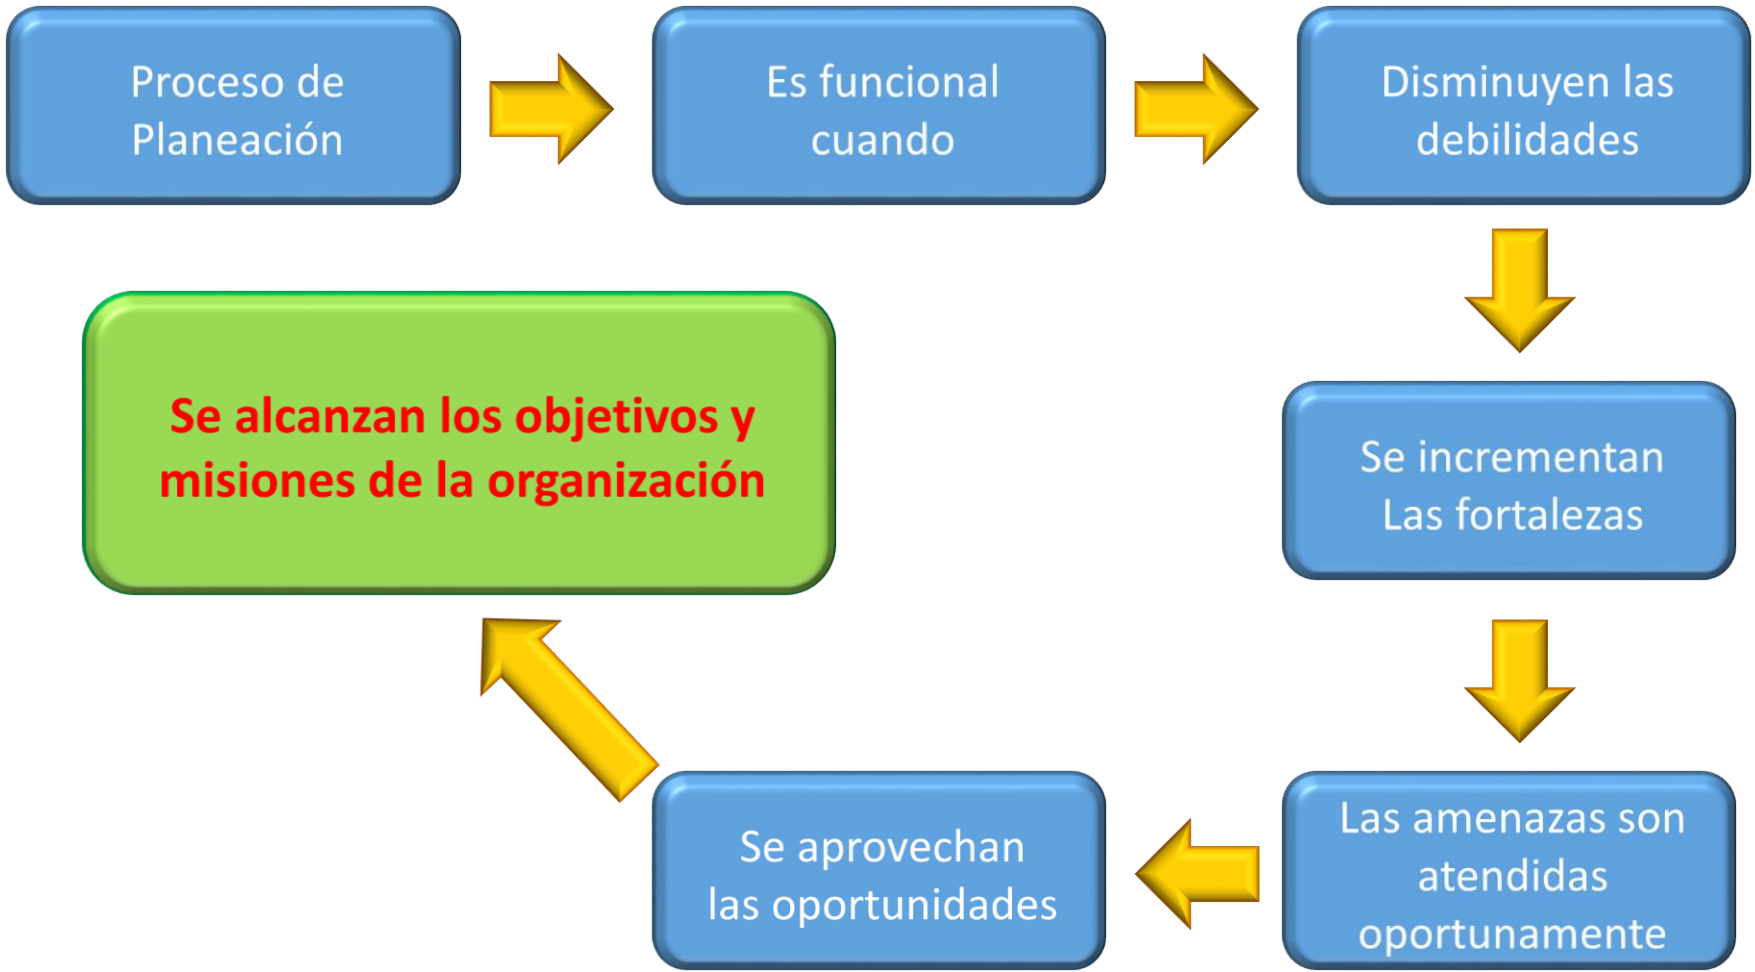 Proceso de
Planeación
Es funcional
cuando
Disminuyen las
debilidades
Se incrementan
Las fortalezas
Las amenazas son
atendidas
oportunamente
Se aprovechan
las oportunidades
Se alcanzan los objetivos y
misiones de la organización